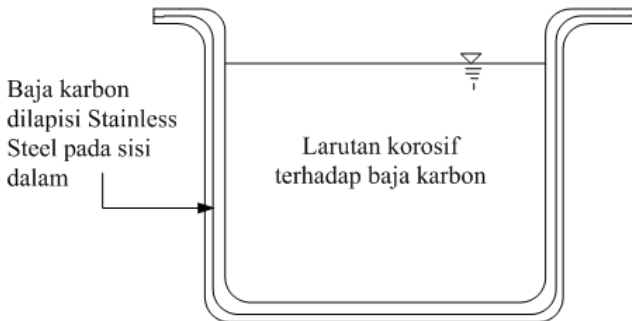 Baja karbon
dilapisi Stainless
Steel pada sisi
dalam
Larutan korosif
terhadap baja karbon